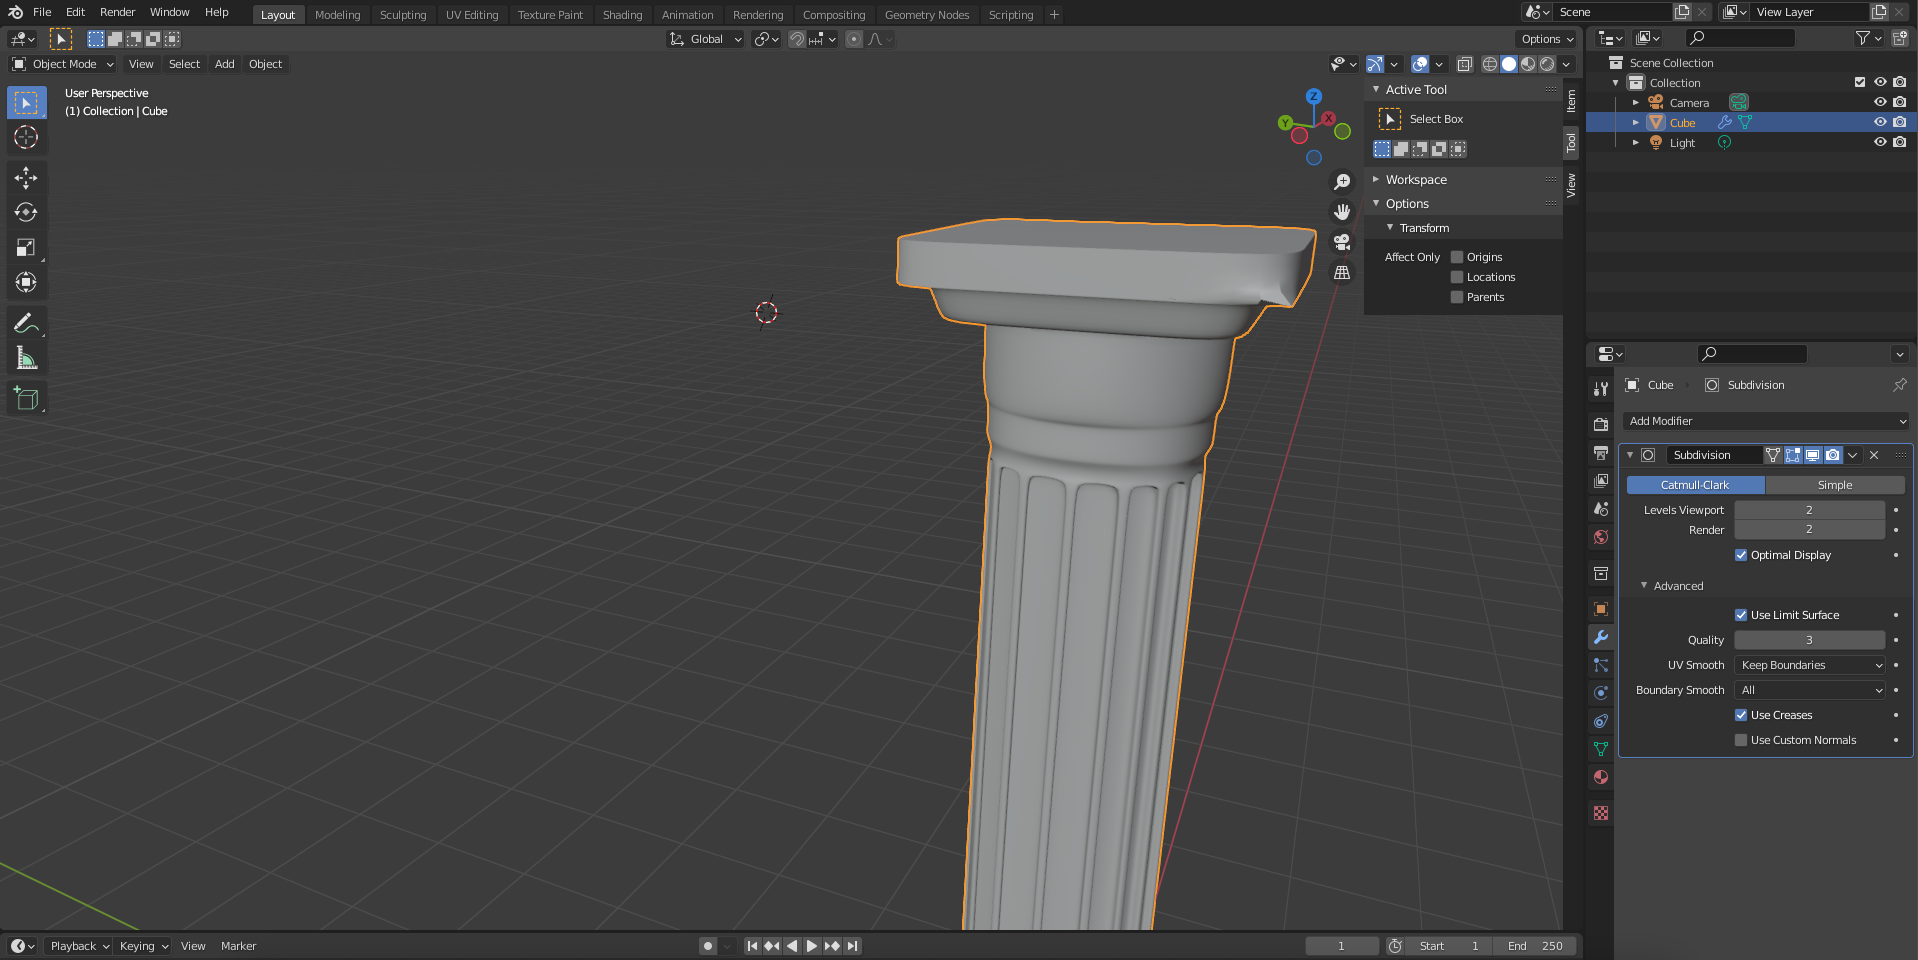 File Edit Render Window Help Layout Modeling Sculpting UV Editing Texture Paint Shading Animation Rendering Compositing Geometry Nodes Scripting + Scene View Layer
Global Options
Object Mode View Select Add Object
User Perspective
(1) Collection | Cube
Z
Y
X
Active Tool
Select Box
Workspace
Options
Transform
Affect Only Origins
Locations
Parents
Item
Tool
View
Scene Collection
Collection
Camera
Cube
Light
Cube Subdivision
Add Modifier
Subdivision
Catmull-Clark Simple
Levels Viewport 2
Render 2
Optimal Display
Advanced
Use Limit Surface
Quality 3
UV Smooth Keep Boundaries
Boundary Smooth All
Use Creases
Use Custom Normals
Playback Keying View Marker 1 Start 1 End 250